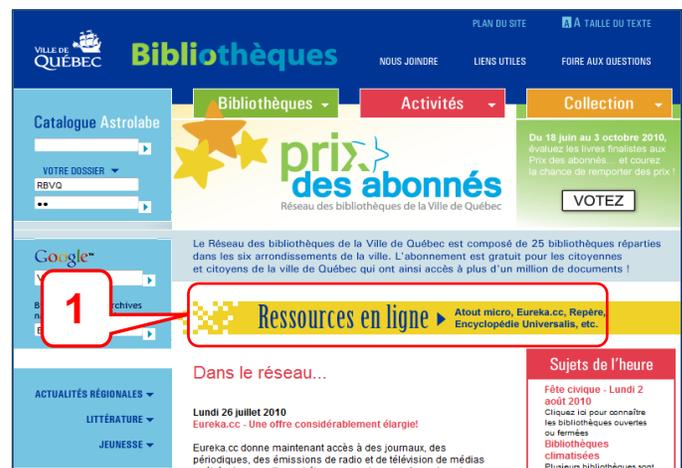 PLAN DU SITE
A A TAILLE DU TEXTE
VILLE DE
QUÉBEC
Bibliothèques
NOUS JOINDRE
LIENS UTILES
FOIRE AUX QUESTIONS
Bibliothèques
Activités
Collection
Catalogue Astrolabe
VOTRE DOSSIER
RBVQ
prix
des abonnés
Réseau des bibliothèques de la Ville de Québec
Du 18 juin au 3 octobre 2010,
évaluez les livres finalistes au
Prix des abonnés... et courez
la chance de remporter des prix !
VOTEZ
Google™
Le Réseau des bibliothèques de la Ville de Québec est composé de 25 bibliothèques réparties
dans les six arrondissements de la ville. L'abonnement est gratuit pour les citoyennes
et citoyens de la ville de Québec qui ont ainsi accès à plus d'un million de documents !
1
Ressources en ligne
Atout micro, Eureka.cc, Repère,
Encyclopédie Universalis, etc.
ACTUALITÉS RÉGIONALES
LITTÉRATURE
JEUNESSE
Dans le réseau...
Lundi 26 juillet 2010
Eureka.cc - Une offre considérablement élargie!
Eureka.cc donne maintenant accès à des journaux, des
périodiques, des émissions de radio et de télévision de médias
Sujets de l'heure
Fête civique - Lundi 2
août 2010
Cliquez ici pour connaître
les bibliothèques ouvertes
ou fermées
Bibliothèques
climatisées
Plusieurs bibliothèques sont